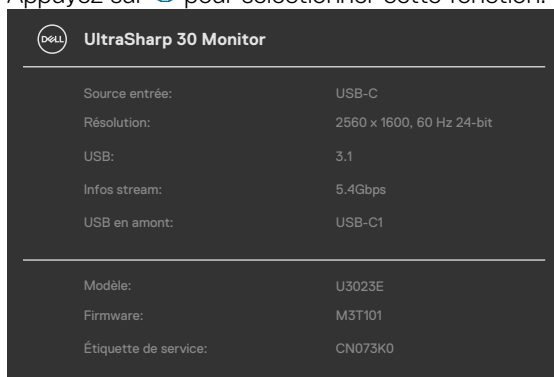 Appuyez sur pour sélectionner cette fonction.
DELL UltraSharp 30 Monitor
Source entrée: USB-C
Résolution: 2560 x 1600, 60 Hz 24-bit
USB: 3.1
Infos stream: 5.4Gbps
USB en amont: USB-C1
Modèle: U3023E
Firmware: M3T101
Étiquette de service: CN073K0